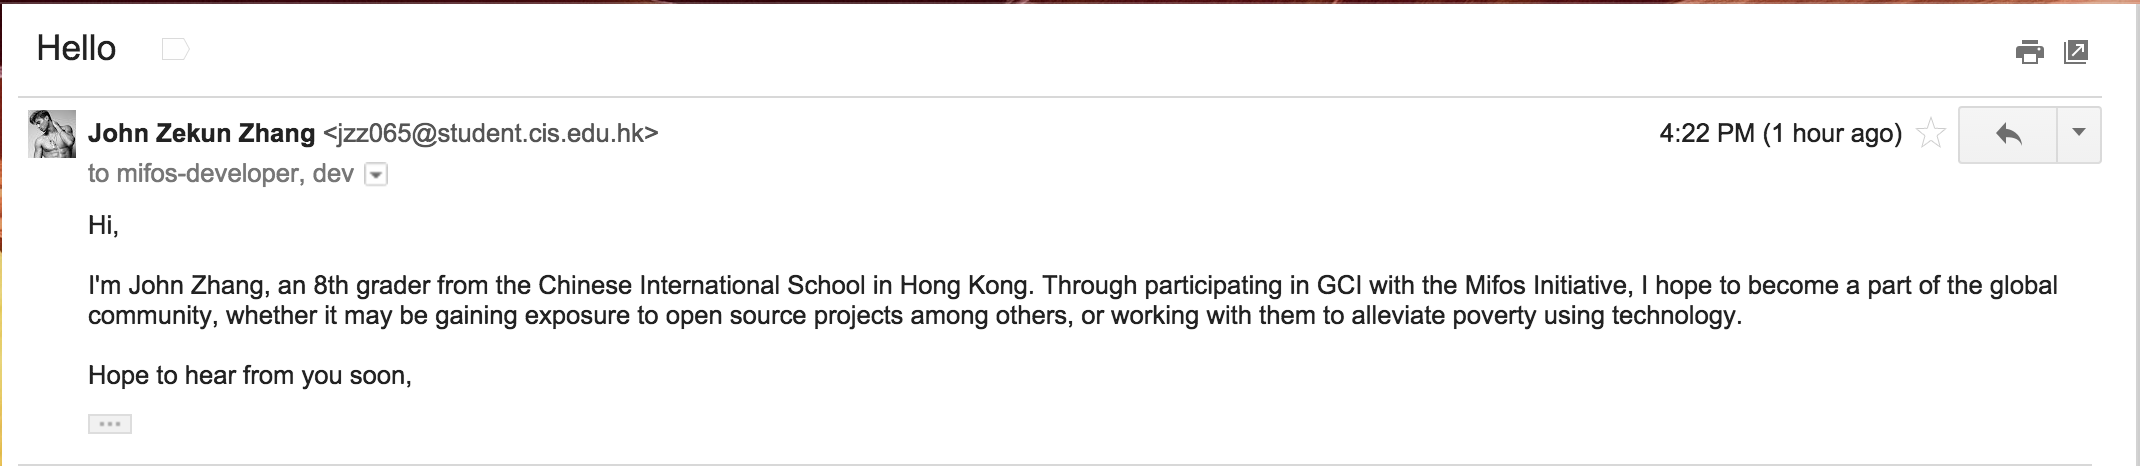 Hello
John Zekun Zhang <jzz065@student.cis.edu.hk>
4:22 PM (1 hour ago)
to mifos-developer, dev
Hi,
I'm John Zhang, an 8th grader from the Chinese International School in Hong Kong. Through participating in GCI with the Mifos Initiative, I hope to become a part of the global
community, whether it may be gaining exposure to open source projects among others, or working with them to alleviate poverty using technology.
Hope to hear from you soon,